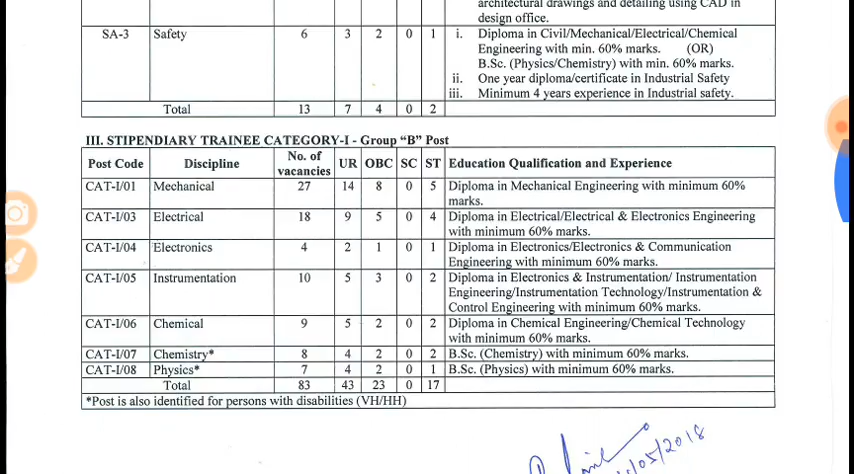 architectural drawings and detailing using CAD in
design office.
SA-3 Safety 6 3 2 0 1 i. Diploma in Civil/Mechanical/Electrical/Chemical
Engineering with min. 60% marks. (OR)
B.Sc. (Physics/Chemistry) with min. 60% marks.
ii. One year diploma/certificate in Industrial Safety
iii. Minimum 4 years experience in Industrial safety.
Total 13 7 4 0 2
III. STIPENDIARY TRAINEE CATEGORY-I - Group “B” Post
Post Code Discipline No. of vacancies UR OBC SC ST Education Qualification and Experience
CAT-I/01 Mechanical 27 14 8 0 5 Diploma in Mechanical Engineering with minimum 60%
marks.
CAT-I/03 Electrical 18 9 5 0 4 Diploma in Electrical/Electrical & Electronics Engineering
with minimum 60% marks.
CAT-I/04 Electronics 4 2 1 0 1 Diploma in Electronics/Electronics & Communication
Engineering with minimum 60% marks.
CAT-I/05 Instrumentation 10 5 3 0 2 Diploma in Electronics & Instrumentation/ Instrumentation
Engineering/Instrumentation Technology/Instrumentation &
Control Engineering with minimum 60% marks.
CAT-I/06 Chemical 9 5 2 0 2 Diploma in Chemical Engineering/Chemical Technology
with minimum 60% marks.
CAT-I/07 Chemistry* 8 4 2 0 2 B.Sc. (Chemistry) with minimum 60% marks.
CAT-I/08 Physics* 7 4 2 0 1 B.Sc. (Physics) with minimum 60% marks.
Total 83 43 23 0 17
*Post is also identified for persons with disabilities (VH/HH)
/05/2018